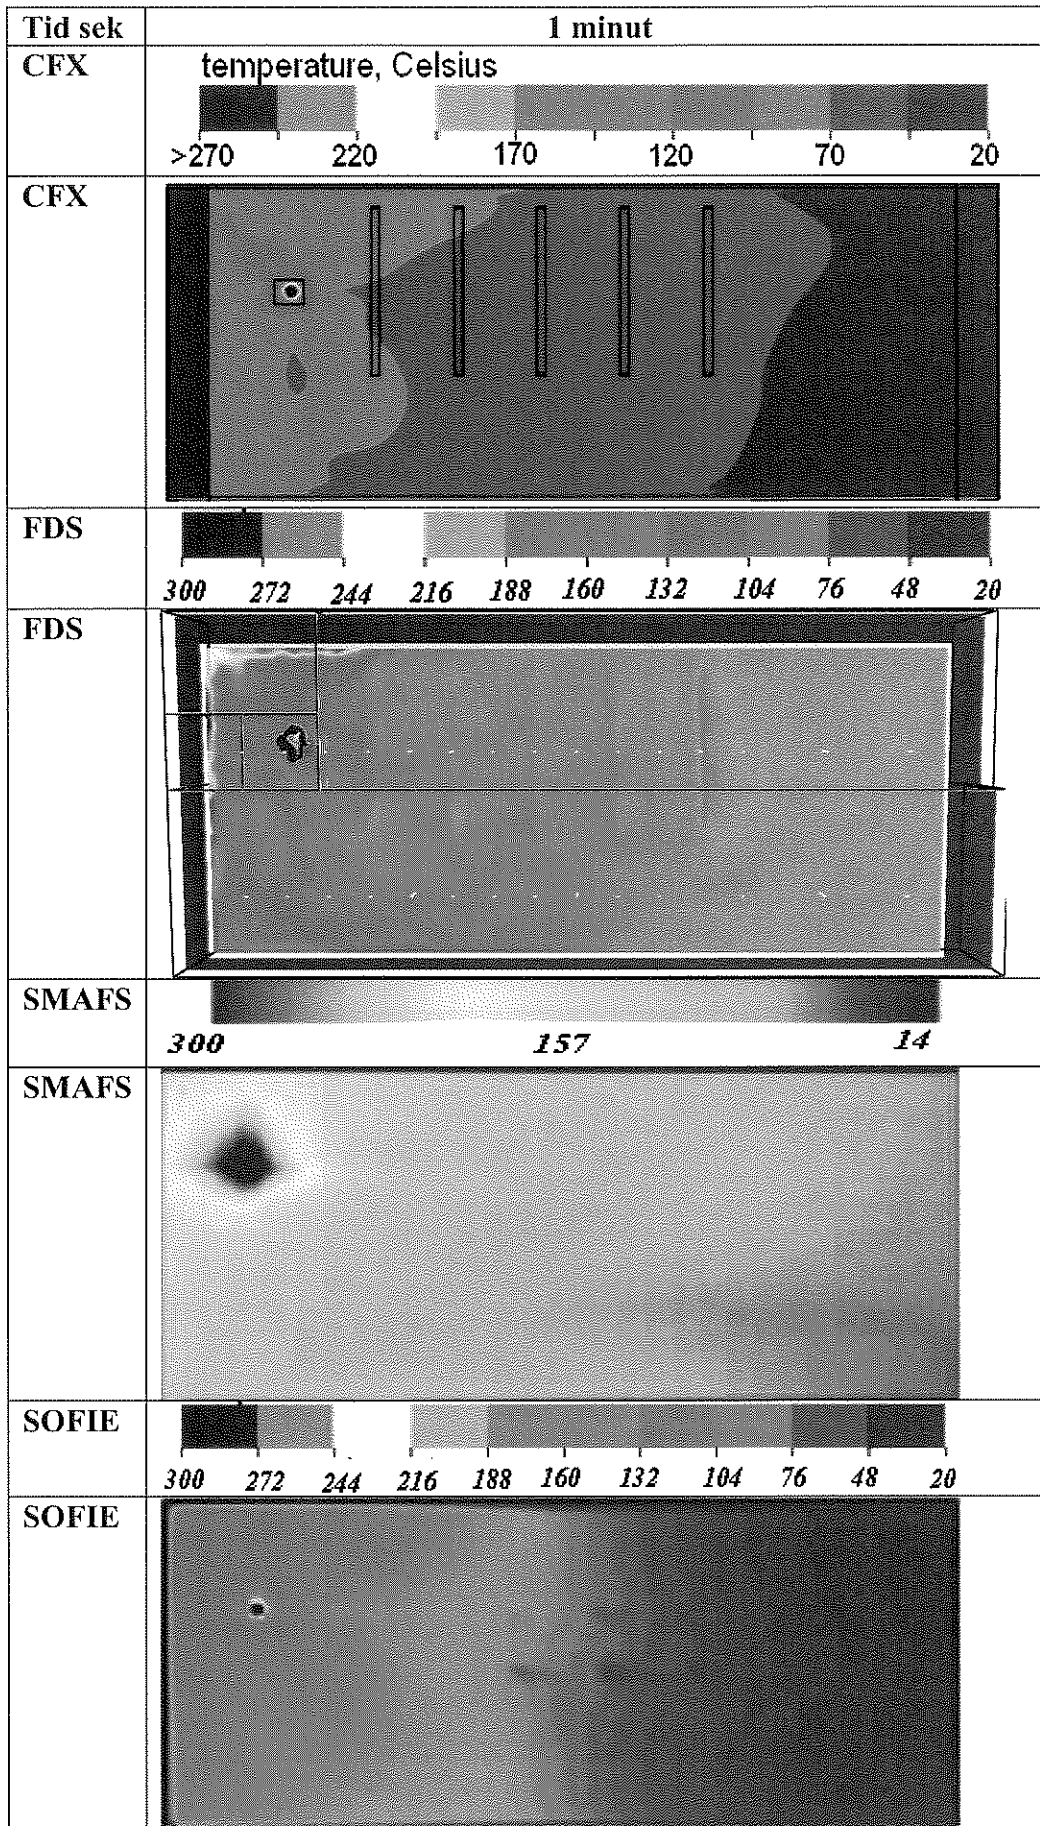 Tid sek 1 minut
CFX temperature, Celsius
>270 220 170 120 70 20
CFX
FDS
300 272 244 216 188 160 132 104 76 48 20
FDS
SMAFS
300 157 14
SMAFS
SOFIE
300 272 244 216 188 160 132 104 76 48 20
SOFIE